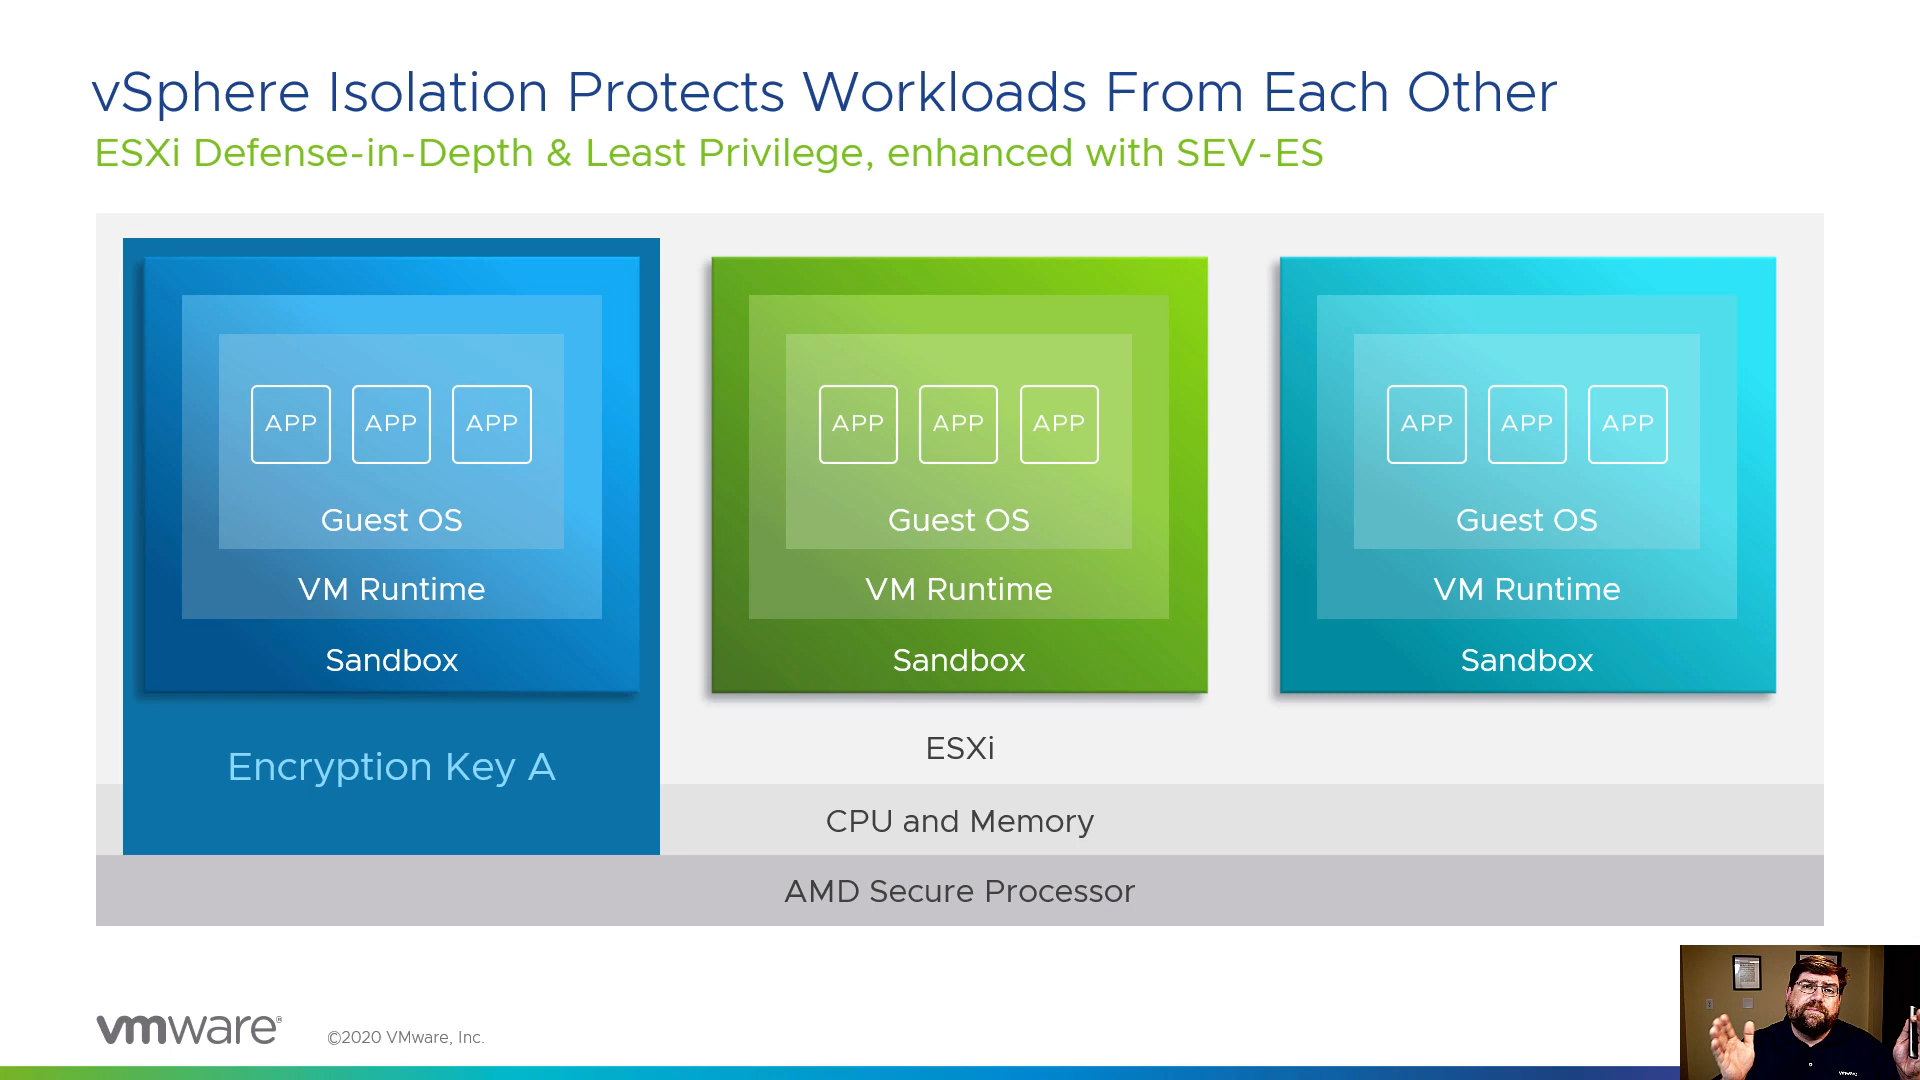 vSphere Isolation Protects Workloads From Each Other
ESXi Defense-in-Depth & Least Privilege, enhanced with SEV-ES
APP APP APP
Guest OS
VM Runtime
Sandbox
Encryption Key A
APP APP APP
Guest OS
VM Runtime
Sandbox
APP APP APP
Guest OS
VM Runtime
Sandbox
ESXi
CPU and Memory
AMD Secure Processor
vmware®
©2020 VMware, Inc.